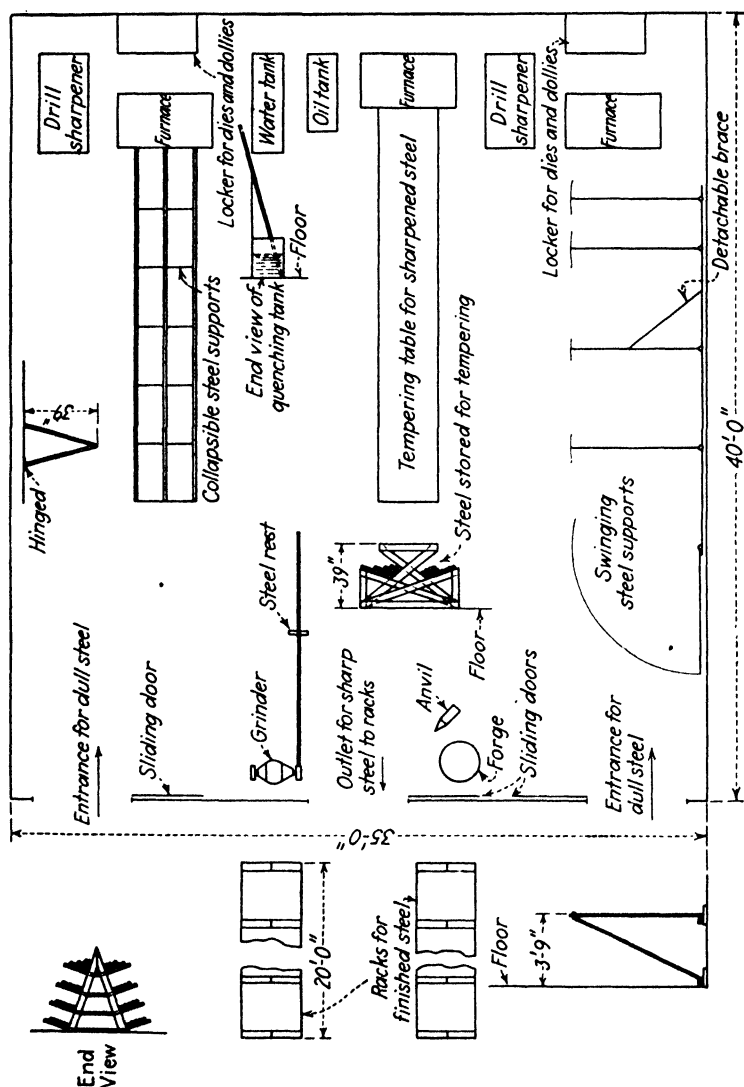 Drill
sharpener
Furnace
Locker for dies and dollies
Water tank
Oil tank
Furnace
Drill
sharpener
Locker for dies and dollies
Furnace
Hinged
39"
Collapsible steel supports
End view of
quenching tank
Floor
Tempering table for sharpened steel
Detachable brace
Steel rest
39"
Steel stored for tempering
Floor
Swinging
steel supports
Entrance for dull steel
Sliding door
Grinder
Outlet for sharp
steel to racks
Anvil
Forge
Sliding doors
Entrance for
dull steel
40'-0"
35'-0"
End
View
20'-0"
Racks for
finished steel
Floor
3'-9"